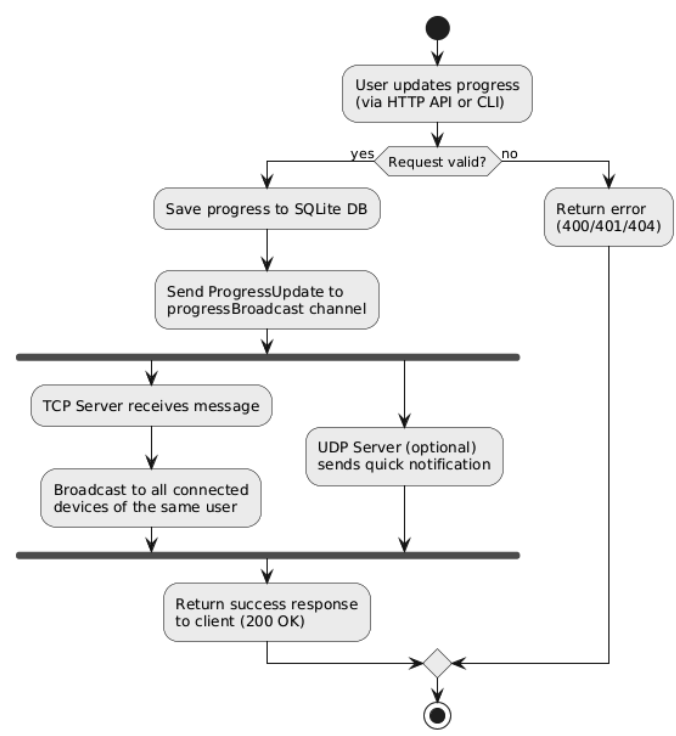 User updates progress
(via HTTP API or CLI)
yes
Request valid?
no
Save progress to SQLite DB
Return error
(400/401/404)
Send ProgressUpdate to
progressBroadcast channel
TCP Server receives message
UDP Server (optional)
sends quick notification
Broadcast to all connected
devices of the same user
Return success response
to client (200 OK)